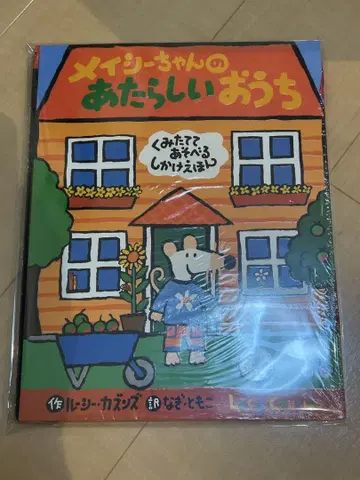 メイシーちゃんの
あたらしい おうち
くみたてて
あそべる
しかけえほん
作 ルーシー・カズンズ 訳 なぎ・ともこ